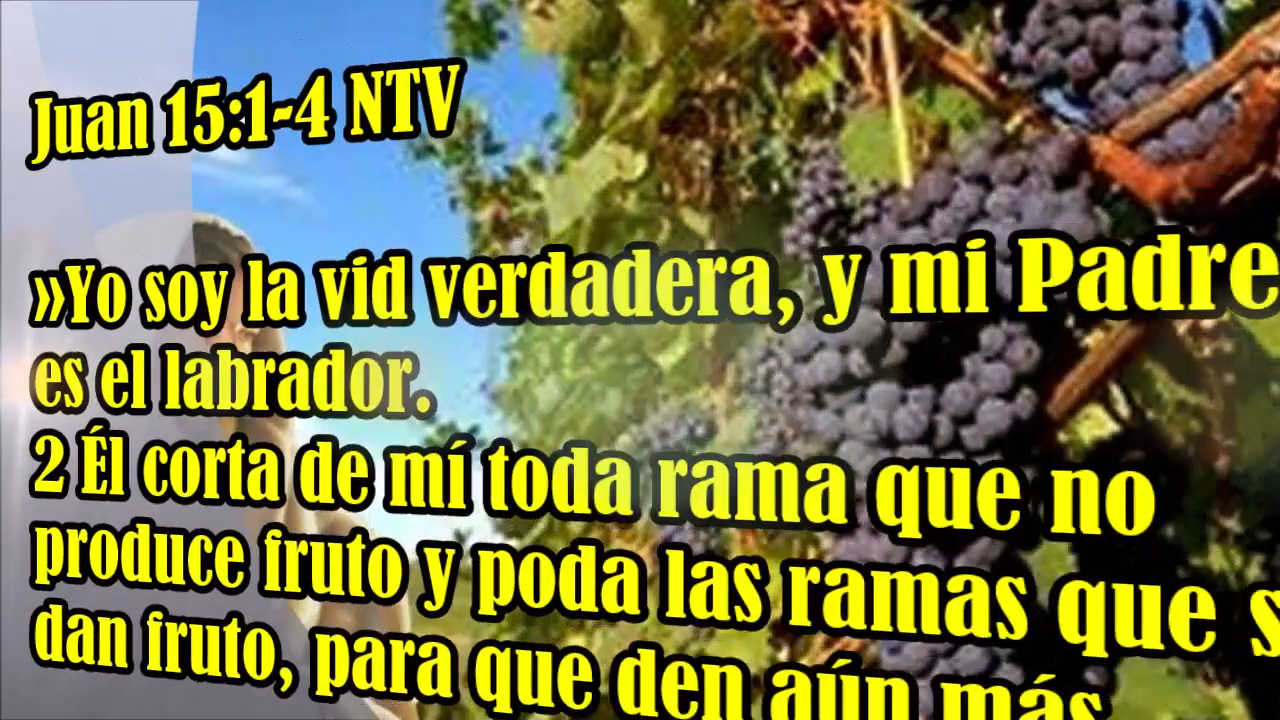 Juan 15:1-4 NTV
»Yo soy la vid verdadera, y mi Padre
es el labrador.
2 Él corta de mí toda rama que no
produce fruto y poda las ramas que s
dan fruto, para que den aún más